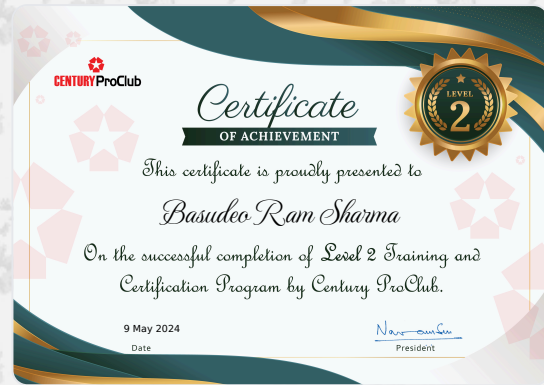 CENTURY ProClub
Certificate
OF ACHIEVEMENT
LEVEL
2
This certificate is proudly presented to
Basudeo Ram Sharma
On the successful completion of Level 2 Training and
Certification Program by Century ProClub.
9 May 2024
Date
President